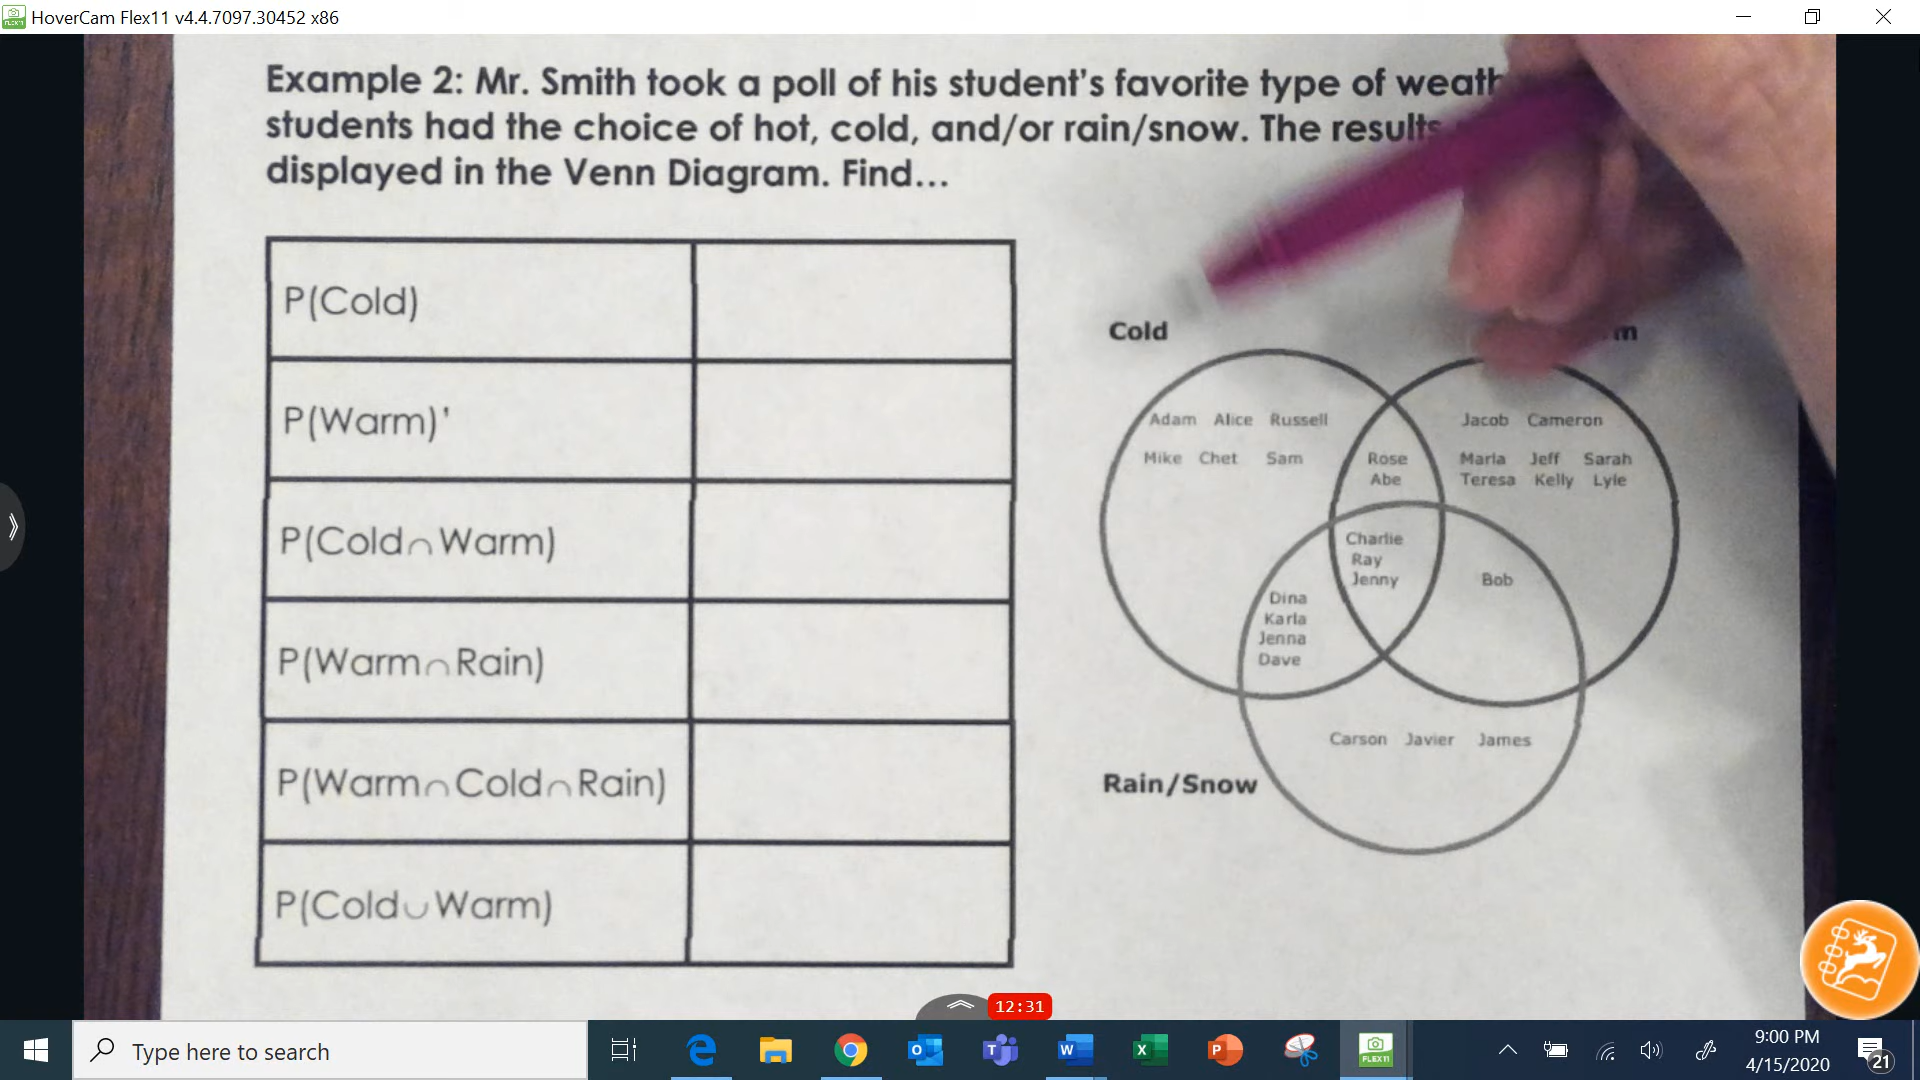 HoverCam Flex11 v4.4.7097.30452 x86
Example 2: Mr. Smith took a poll of his student's favorite type of
students had the choice of hot, cold, and/or rain/snow. The results
displayed in the Venn Diagram. Find...
P(Cold)
P(Warm)'
P(Cold∩Warm)
P(Warm∩Rain)
P(Warm∩Cold∩Rain)
P(Cold∪Warm)
Cold
Adam Alice Russell
Mike Chet Sam
Rose
Abe
Jacob Cameron
Marla Jeff Sarah
Teresa Kelly Lyle
Charlie
Ray
Jenny
Bob
Dina
Karla
Jenna
Dave
Carson Javier James
Rain/Snow
12:31
Type here to search
FLEX11
9:00 PM
4/15/2020
21